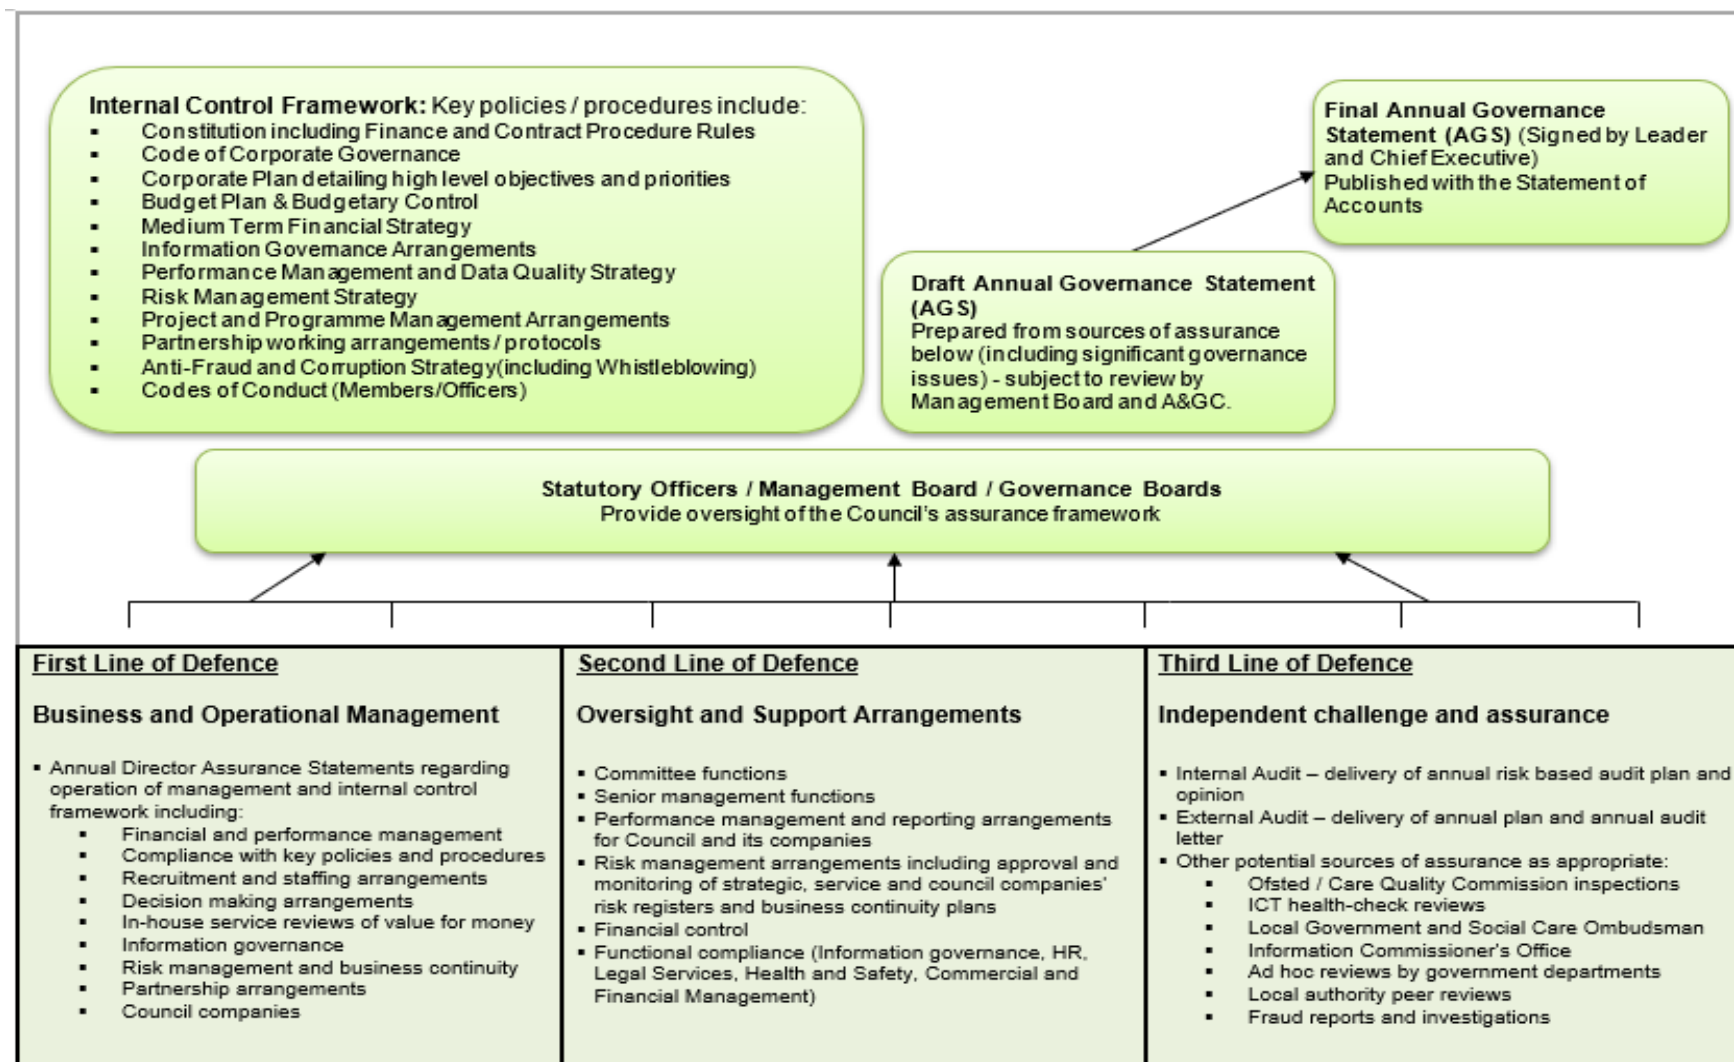 Internal Control Framework: Key policies / procedures include:
▪ Constitution including Finance and Contract Procedure Rules
▪ Code of Corporate Governance
▪ Corporate Plan detailing high level objectives and priorities
▪ Budget Plan & Budgetary Control
▪ Medium Term Financial Strategy
▪ Information Governance Arrangements
▪ Performance Management and Data Quality Strategy
▪ Risk Management Strategy
▪ Project and Programme Management Arrangements
▪ Partnership working arrangements / protocols
▪ Anti-Fraud and Corruption Strategy(including Whistleblowing)
▪ Codes of Conduct (Members/Officers)
Final Annual Governance
Statement (AGS) (Signed by Leader
and Chief Executive)
Published with the Statement of
Accounts
Draft Annual Governance Statement
(AGS)
Prepared from sources of assurance
below (including significant governance
issues) - subject to review by
Management Board and A&GC.
Statutory Officers / Management Board / Governance Boards
Provide oversight of the Council's assurance framework
First Line of Defence
Business and Operational Management
▪ Annual Director Assurance Statements regarding
operation of management and internal control
framework including:
▪ Financial and performance management
▪ Compliance with key policies and procedures
▪ Recruitment and staffing arrangements
▪ Decision making arrangements
▪ In-house service reviews of value for money
▪ Information governance
▪ Risk management and business continuity
▪ Partnership arrangements
▪ Council companies
Second Line of Defence
Oversight and Support Arrangements
▪ Committee functions
▪ Senior management functions
▪ Performance management and reporting arrangements
for Council and its companies
▪ Risk management arrangements including approval and
monitoring of strategic, service and council companies'
risk registers and business continuity plans
▪ Financial control
▪ Functional compliance (Information governance, HR,
Legal Services, Health and Safety, Commercial and
Financial Management)
Third Line of Defence
Independent challenge and assurance
▪ Internal Audit – delivery of annual risk based audit plan and
opinion
▪ External Audit – delivery of annual plan and annual audit
letter
▪ Other potential sources of assurance as appropriate:
▪ Ofsted / Care Quality Commission inspections
▪ ICT health-check reviews
▪ Local Government and Social Care Ombudsman
▪ Information Commissioner's Office
▪ Ad hoc reviews by government departments
▪ Local authority peer reviews
▪ Fraud reports and investigations